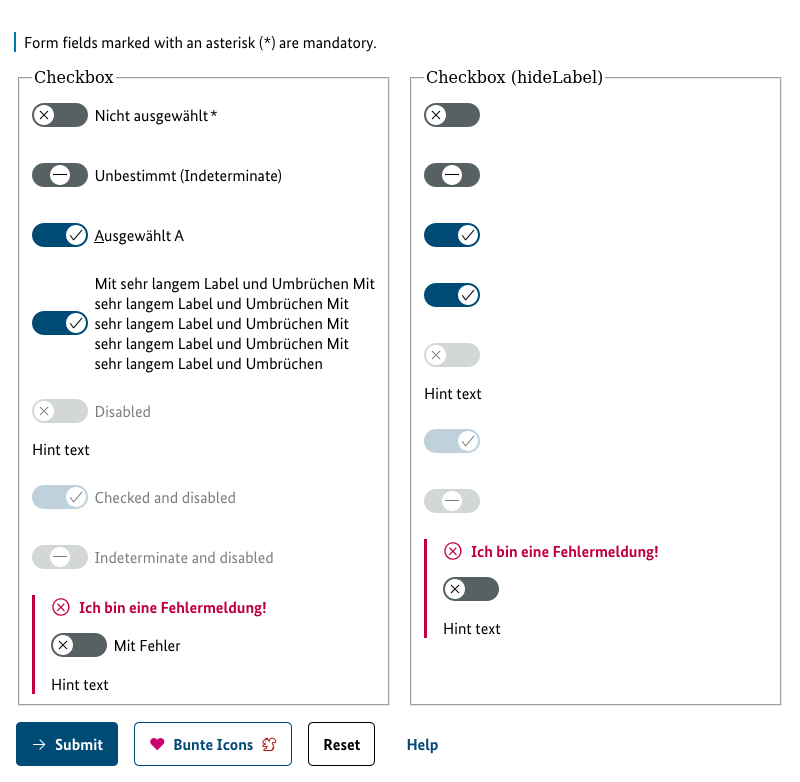 Form fields marked with an asterisk (*) are mandatory.
Checkbox
Nicht ausgewählt *
Unbestimmt (Indeterminate)
Ausgewählt A
Mit sehr langem Label und Umbrüchen Mit
sehr langem Label und Umbrüchen Mit
sehr langem Label und Umbrüchen Mit
sehr langem Label und Umbrüchen Mit
sehr langem Label und Umbrüchen
Disabled
Hint text
Checked and disabled
Indeterminate and disabled
Ich bin eine Fehlermeldung!
Mit Fehler
Hint text
Checkbox (hideLabel)
Hint text
Ich bin eine Fehlermeldung!
Hint text
Submit
Bunte Icons
Reset
Help